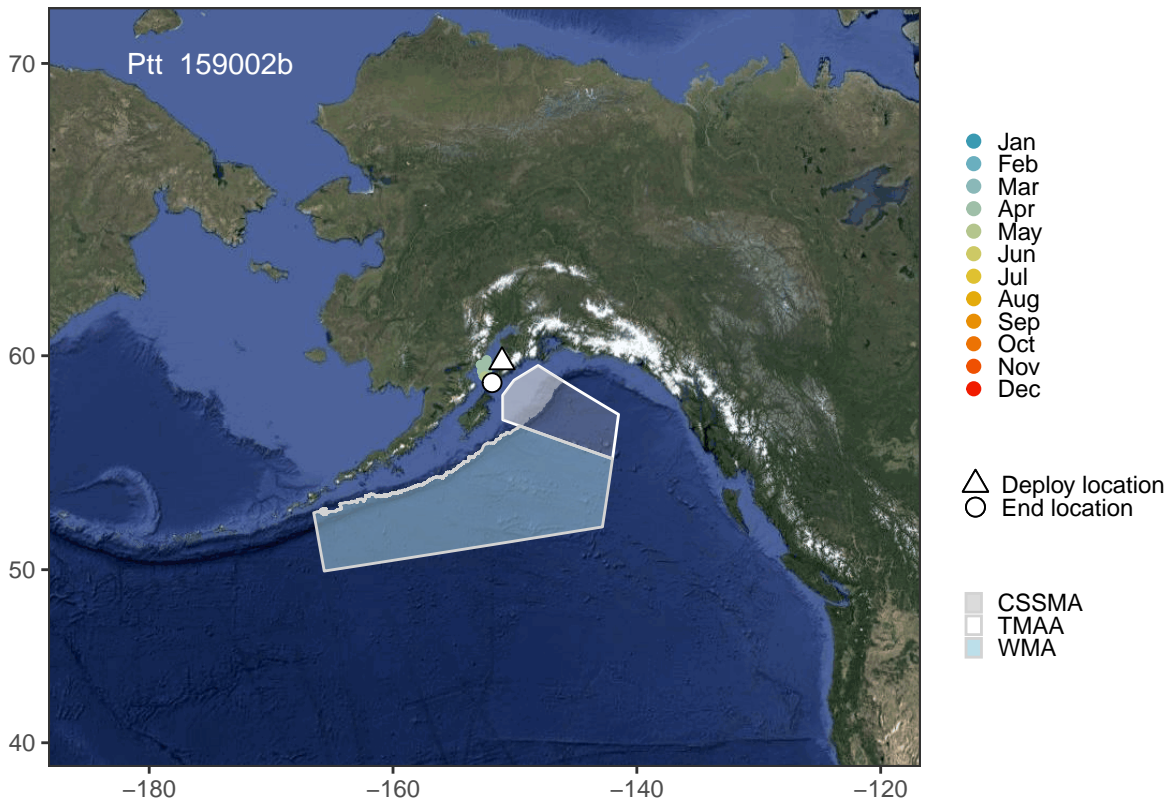 Ptt 159002b
70
60
50
40
−180
−160
−140
−120
Jan
Feb
Mar
Apr
May
Jun
Jul
Aug
Sep
Oct
Nov
Dec
Deploy location
End location
CSSMA
TMAA
WMA